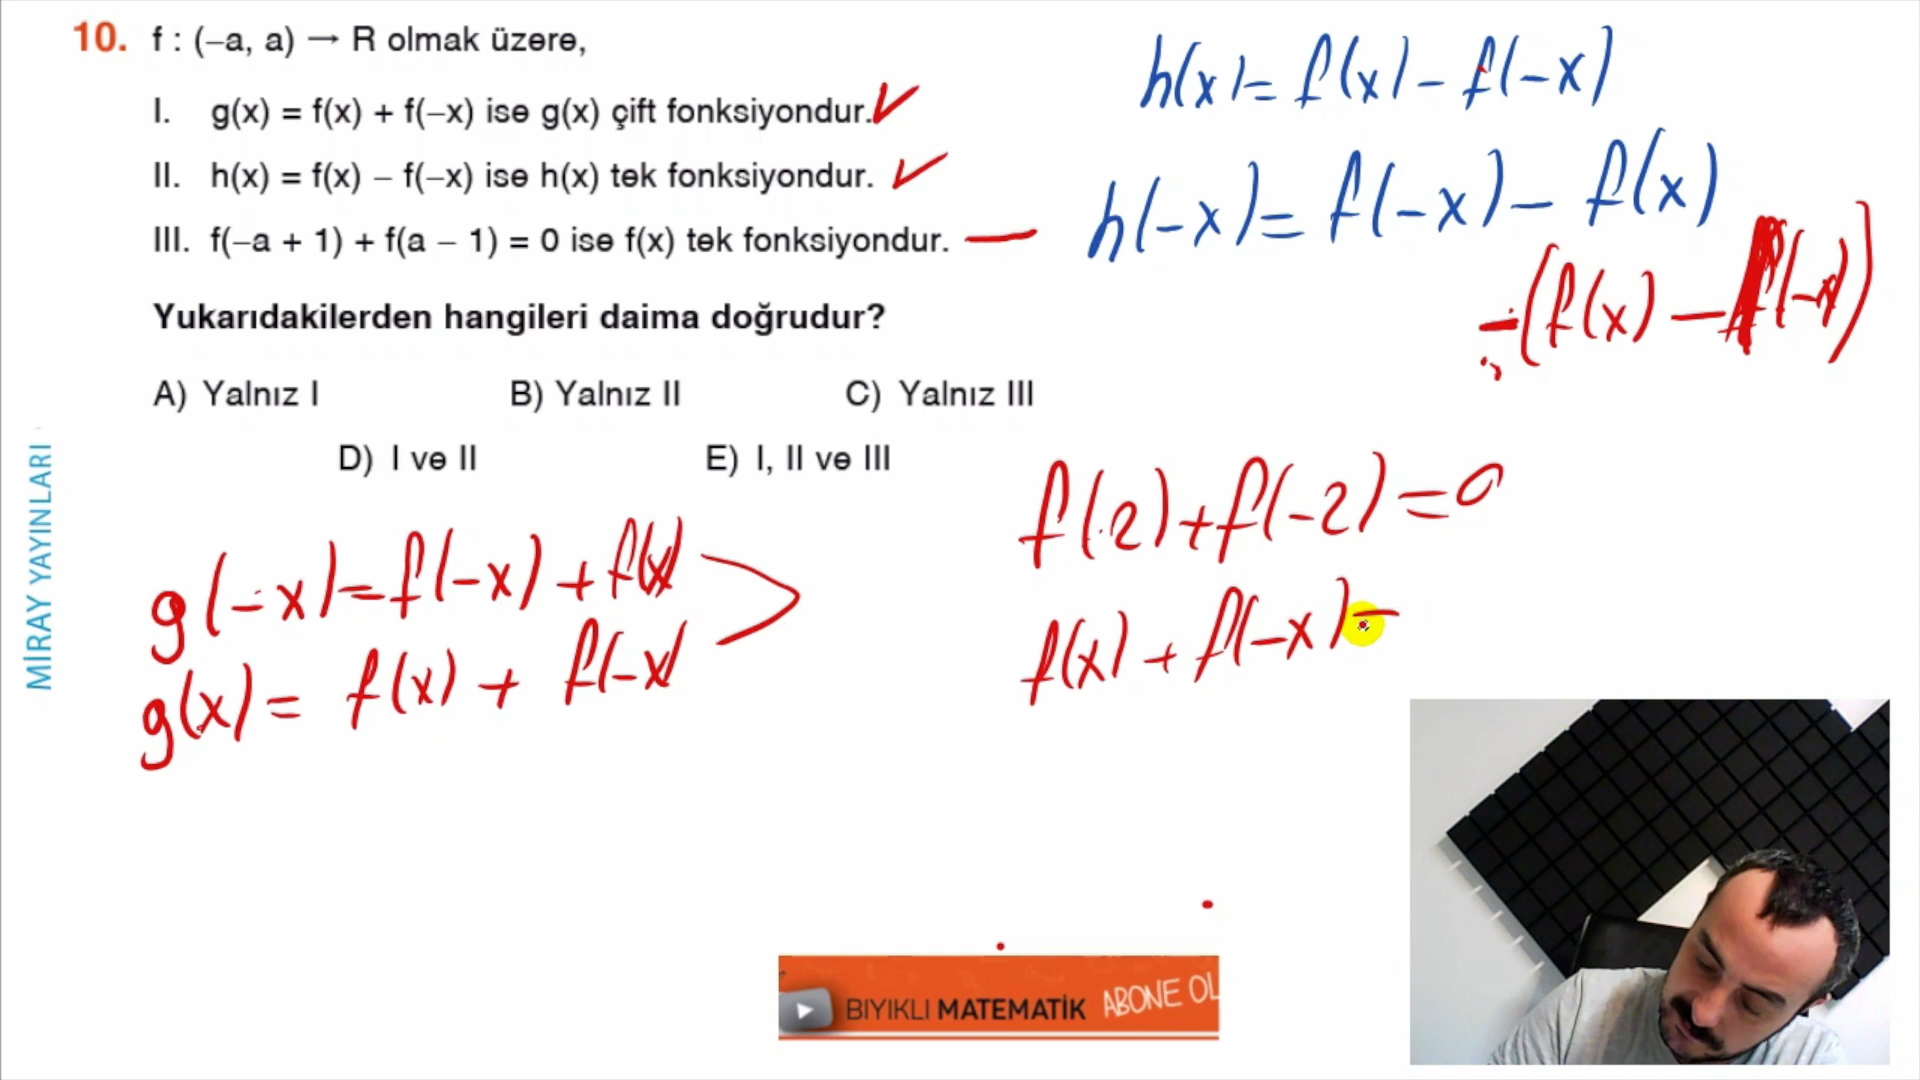 10. f : (−a, a) → R olmak üzere,
I. g(x) = f(x) + f(−x) ise g(x) çift fonksiyondur.
II. h(x) = f(x) − f(−x) ise h(x) tek fonksiyondur.
III. f(−a + 1) + f(a − 1) = 0 ise f(x) tek fonksiyondur.
Yukarıdakilerden hangileri daima doğrudur?
A) Yalnız I B) Yalnız II C) Yalnız III
D) I ve II E) I, II ve III
MİRAY YAYINLARI
h(x) = f(x) − f(−x)
h(−x) = f(−x) − f(x)
−(f(x) − f(−x))
g(−x) = f(−x) + f(x)
g(x) = f(x) + f(−x)
f(2) + f(−2) = 0
f(x) + f(−x) =
BIYIKLI MATEMATİK ABONE OL